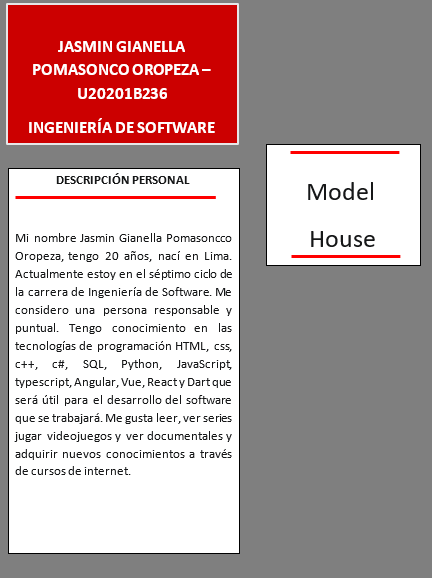 JASMIN GIANELLA
POMASONCO OROPEZA –
U20201B236
INGENIERÍA DE SOFTWARE
DESCRIPCIÓN PERSONAL
Mi nombre Jasmin Gianella Pomasoncco
Oropeza, tengo 20 años, nací en Lima.
Actualmente estoy en el séptimo ciclo de
la carrera de Ingeniería de Software. Me
considero una persona responsable y
puntual. Tengo conocimiento en las
tecnologías de programación HTML, css,
c++, c#, SQL, Python, JavaScript,
typescript, Angular, Vue, React y Dart que
será útil para el desarrollo del software
que se trabajará. Me gusta leer, ver series
jugar videojuegos y ver documentales y
adquirir nuevos conocimientos a través
de cursos de internet.
Model
House